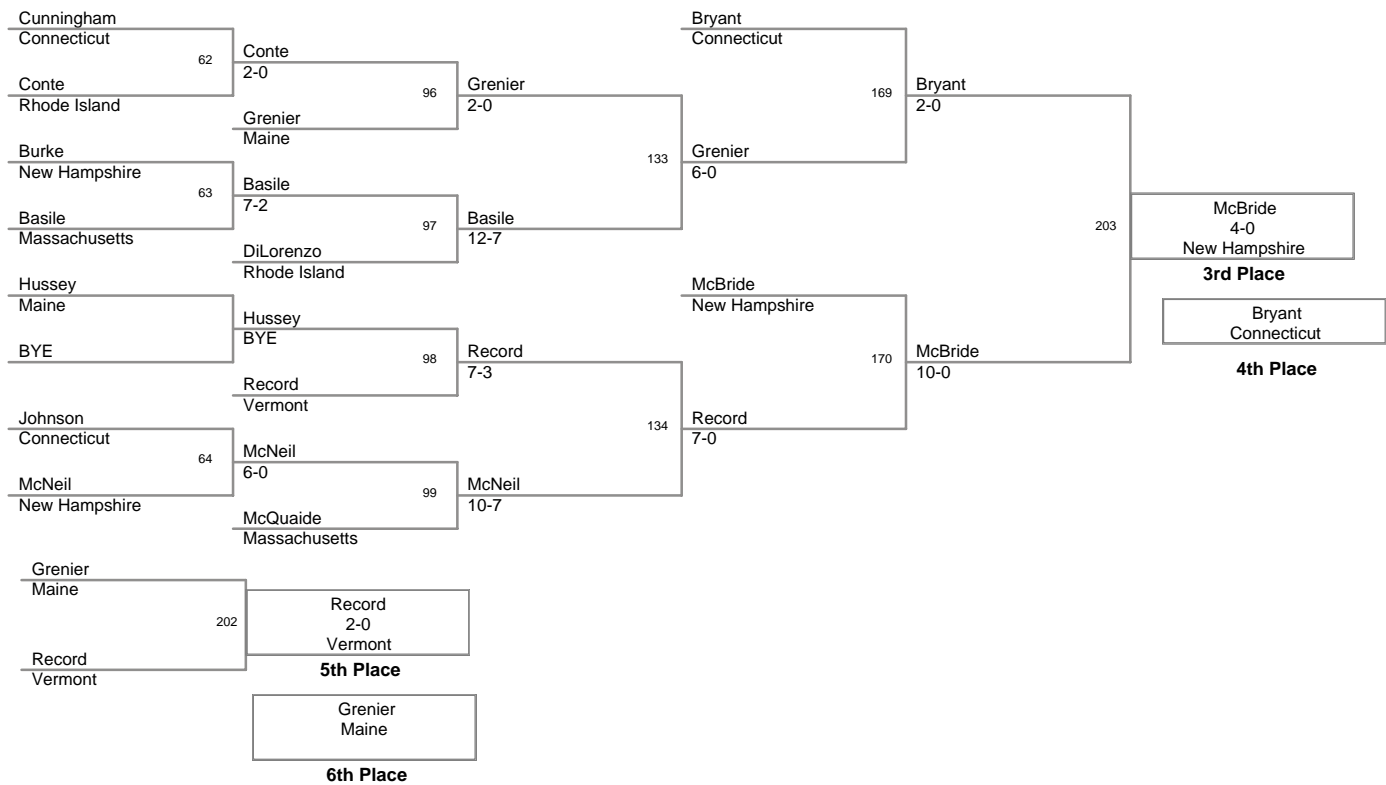 Cunningham
Connecticut
62
Conte
Rhode Island
Conte
2-0
96
Grenier
Maine
Burke
New Hampshire
63
Basile
Massachusetts
Basile
7-2
97
DiLorenzo
Rhode Island
Hussey
Maine
BYE
Hussey
BYE
98
Record
Vermont
Johnson
Connecticut
64
McNeil
New Hampshire
McNeil
6-0
99
McQuaide
Massachusetts
Grenier
2-0
133
Basile
12-7
Record
7-3
134
McNeil
10-7
Bryant
Connecticut
169
Grenier
6-0
McBride
New Hampshire
170
Record
7-0
Bryant
2-0
203
McBride
10-0
McBride
4-0
New Hampshire
3rd Place
Bryant
Connecticut
4th Place
Grenier
Maine
202
Record
Vermont
Record
2-0
Vermont
5th Place
Grenier
Maine
6th Place